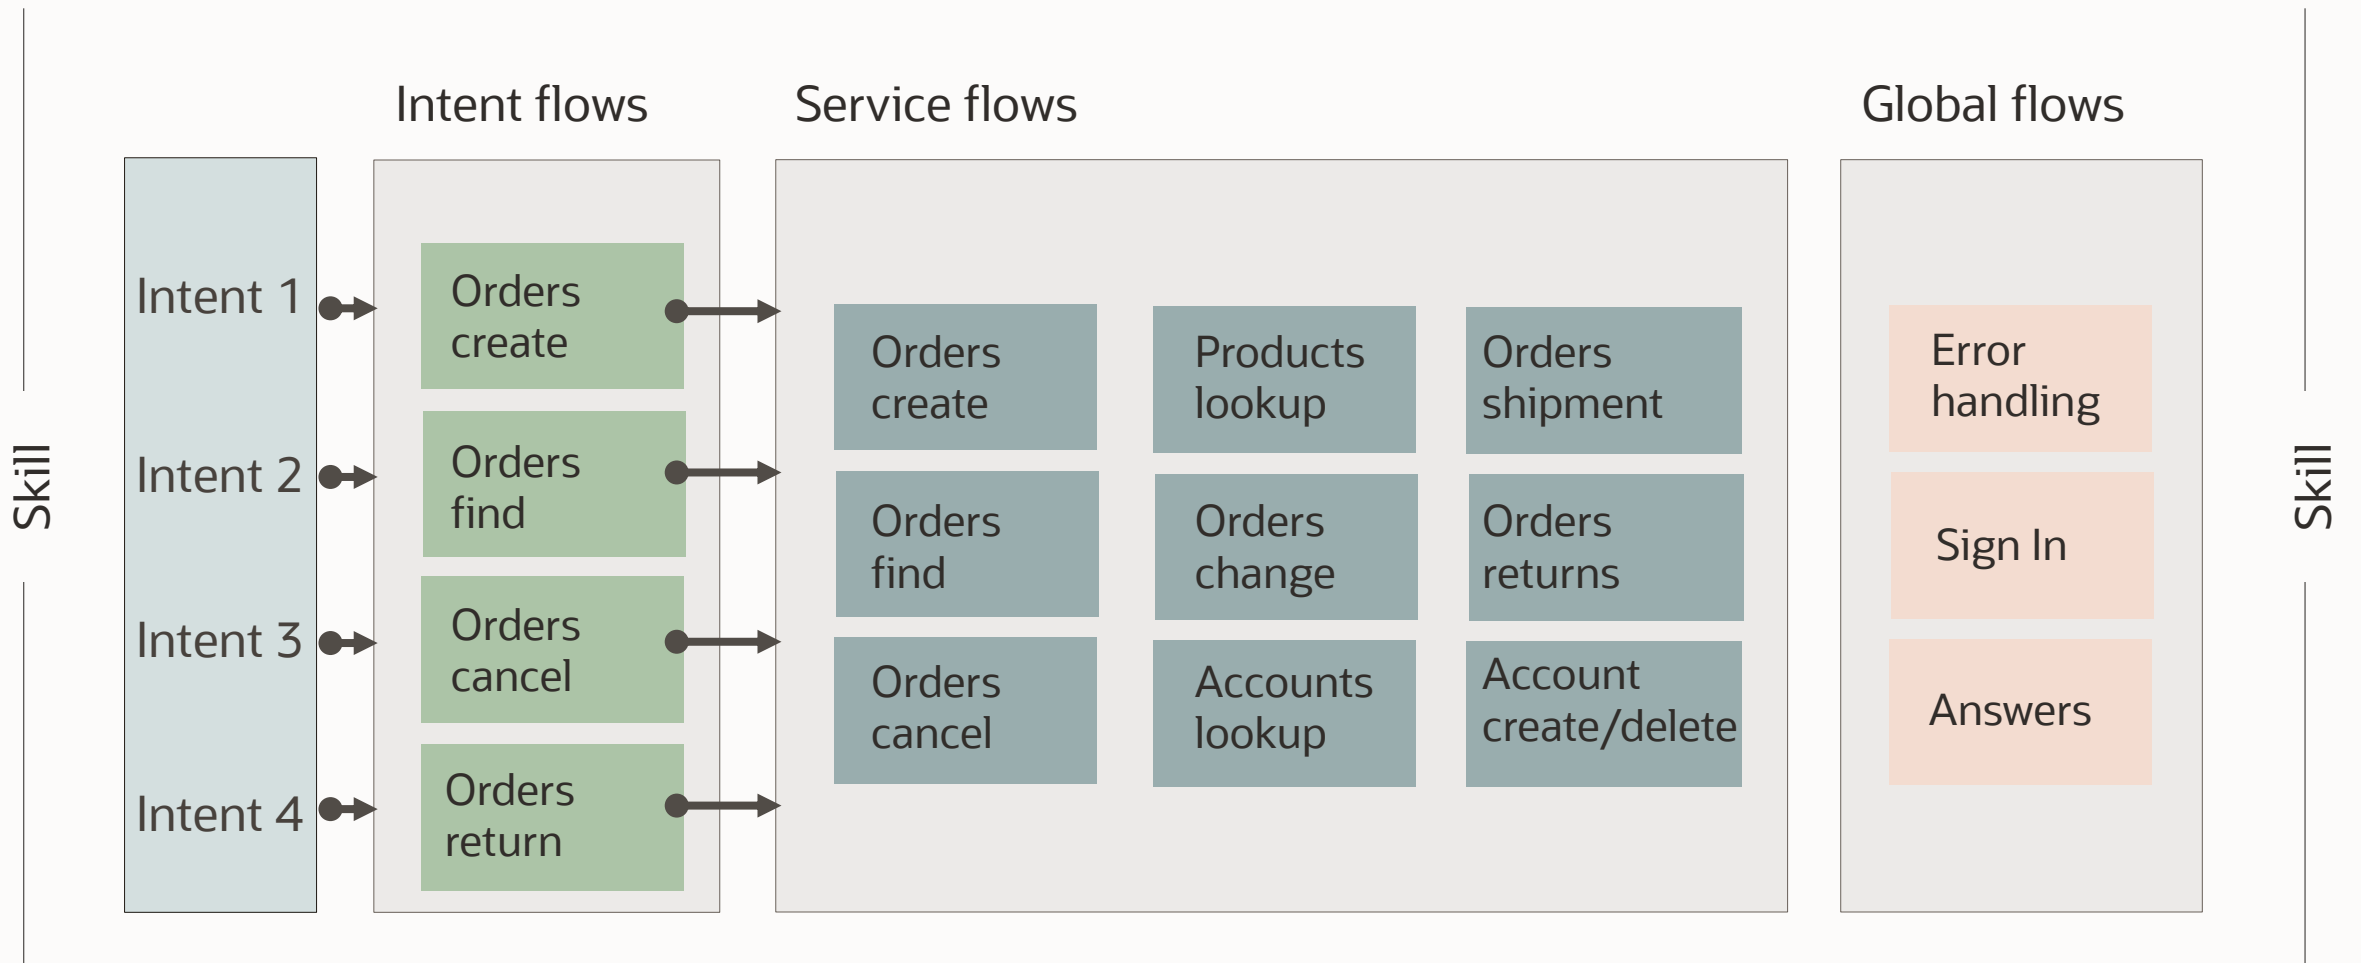 Skill
Intent flows
Service flows
Global flows
Intent 1
Intent 2
Intent 3
Intent 4
Orders
create
Orders
find
Orders
cancel
Orders
return
Orders
create
Products
lookup
Orders
shipment
Orders
find
Orders
change
Orders
returns
Orders
cancel
Accounts
lookup
Account
create/delete
Error
handling
Sign In
Answers
Skill